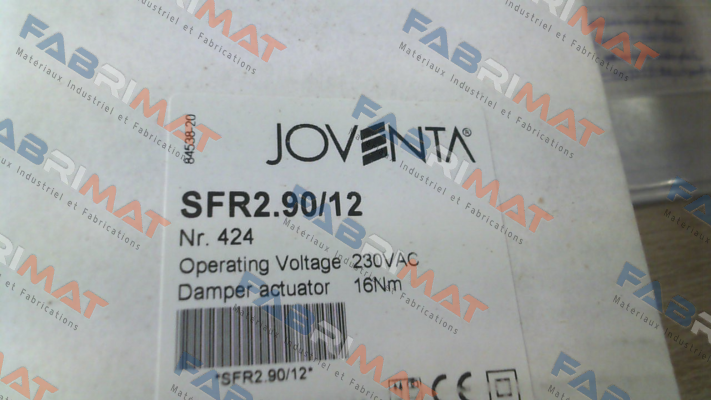 84538-20
JOVENTA®
SFR2.90/12
Nr. 424
Operating Voltage 230VAC
Damper actuator 16Nm
*SFR2.90/12*
CE
FABRIMAT
Materiaux Industriel et Fabrications